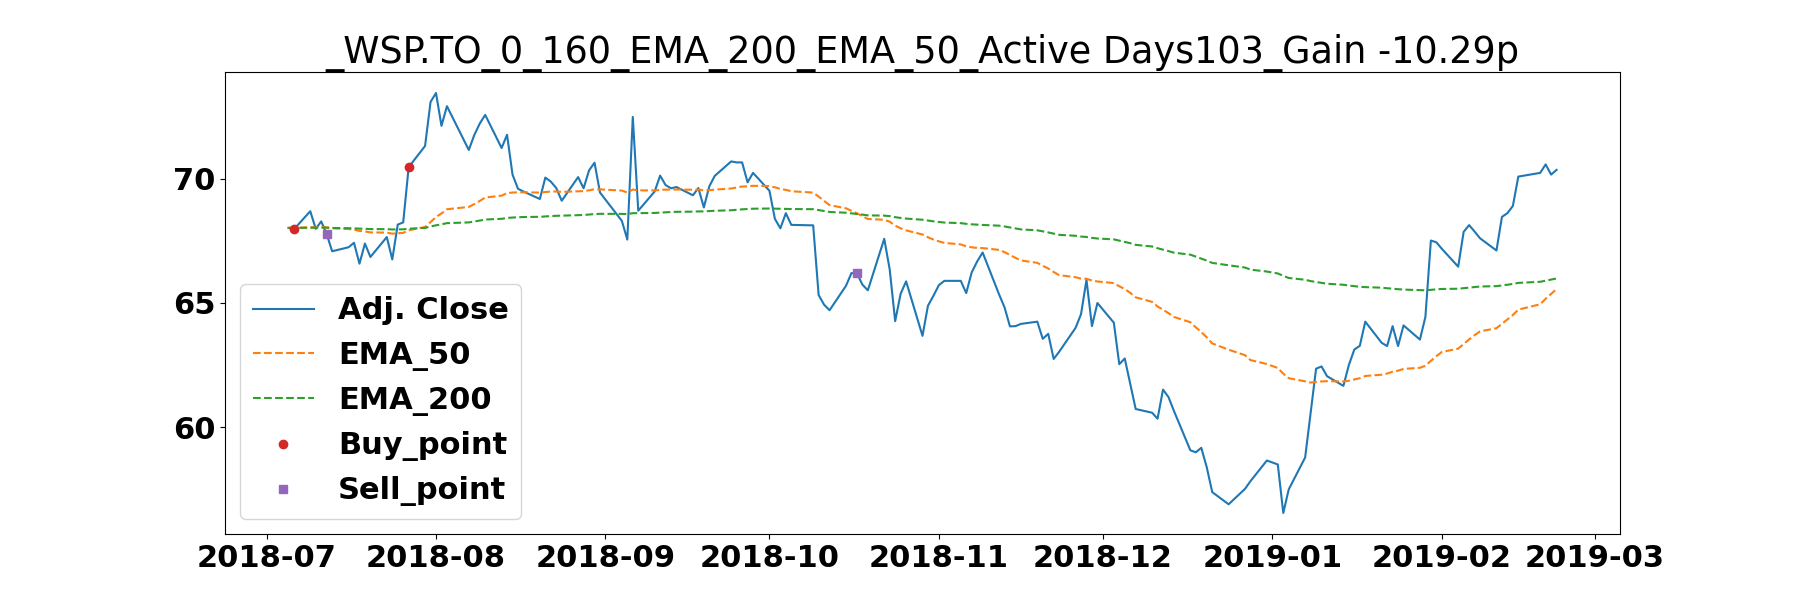 _WSP.TO_0_160_EMA_200_EMA_50_Active Days103_Gain -10.29p
70
65
60
Adj. Close
EMA_50
EMA_200
Buy_point
Sell_point
2018-07 2018-08 2018-09 2018-10 2018-11 2018-12 2019-01 2019-02 2019-03